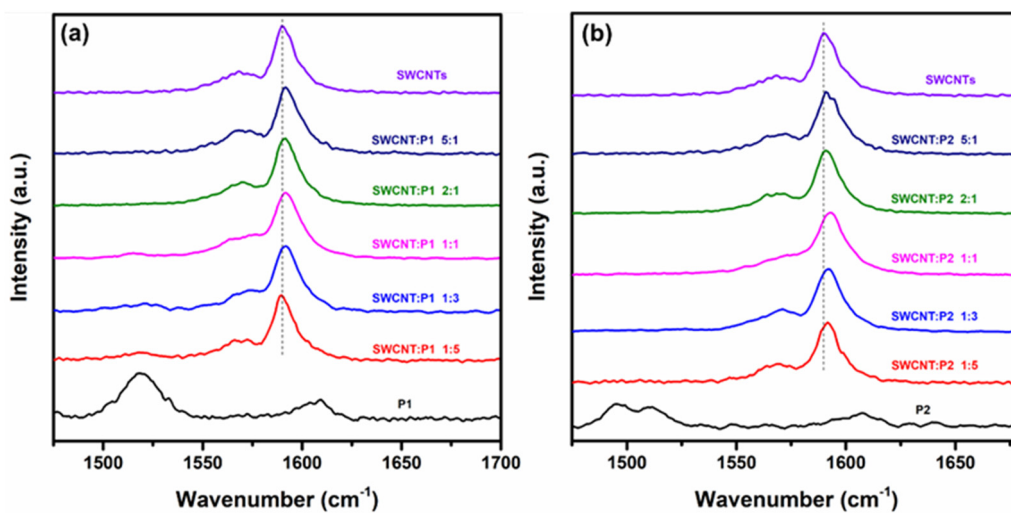 (a)
SWCNTs
SWCNT:P1 5:1
SWCNT:P1 2:1
SWCNT:P1 1:1
SWCNT:P1 1:3
SWCNT:P1 1:5
P1
Intensity (a.u.)
1500 1550 1600 1650 1700
Wavenumber (cm⁻¹)
(b)
SWCNTs
SWCNT:P2 5:1
SWCNT:P2 2:1
SWCNT:P2 1:1
SWCNT:P2 1:3
SWCNT:P2 1:5
P2
Intensity (a.u.)
1500 1550 1600 1650
Wavenumber (cm⁻¹)